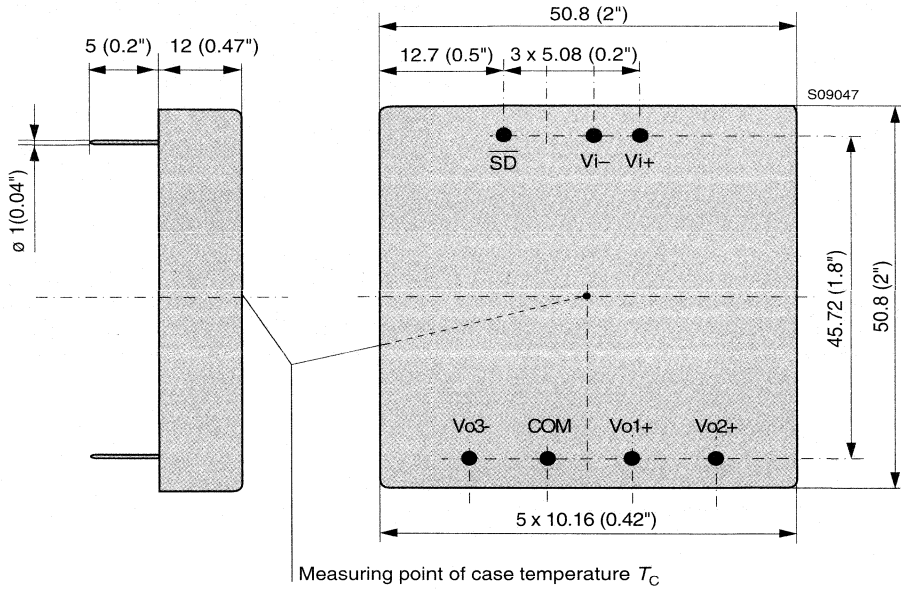 50.8 (2")
5 (0.2") 12 (0.47")
12.7 (0.5") 3 x 5.08 (0.2")
S09047
SD Vi– Vi+
ø 1(0.04")
45.72 (1.8")
50.8 (2")
Vo3- COM Vo1+ Vo2+
5 x 10.16 (0.42")
Measuring point of case temperature TC